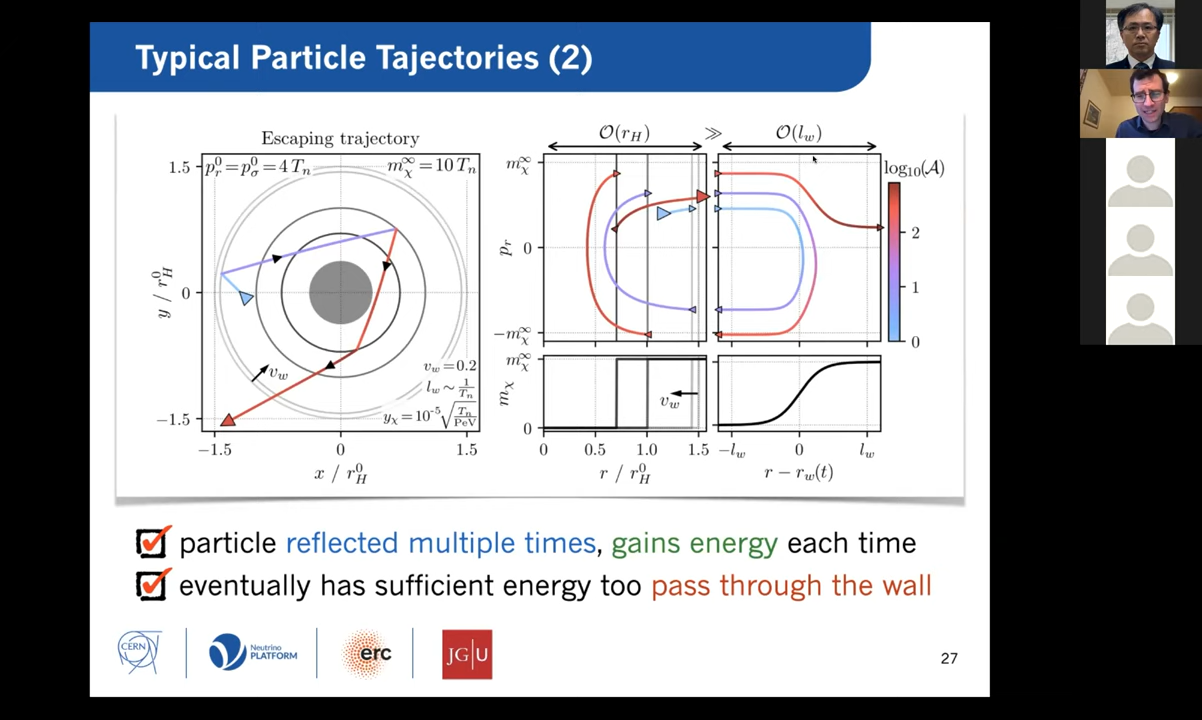 Typical Particle Tajectories (2)
Escaping trajectory
p_r^0 = p_σ^0 = 4 T_n
m_χ^∞ = 10 T_n
1.5
0
−1.5
y / r_H^0
v_w
v_w = 0.2
l_w ∼ 1/T_n
y_χ = 10^-5 √(T_n/PeV)
−1.5 0 1.5
x / r_H^0
O(r_H) ≫ O(l_w)
m_χ^∞
p_r
0
−m_χ^∞
m_χ^∞
m_χ
0
v_w
0 0.5 1.0 1.5
r / r_H^0
−l_w 0 l_w
r − r_w(t)
log10(A)
2
1
0
particle reflected multiple times, gains energy each time
eventually has sufficient energy too pass through the wall
CERN
Neutrino
PLATFORM
erc
JG|U
27